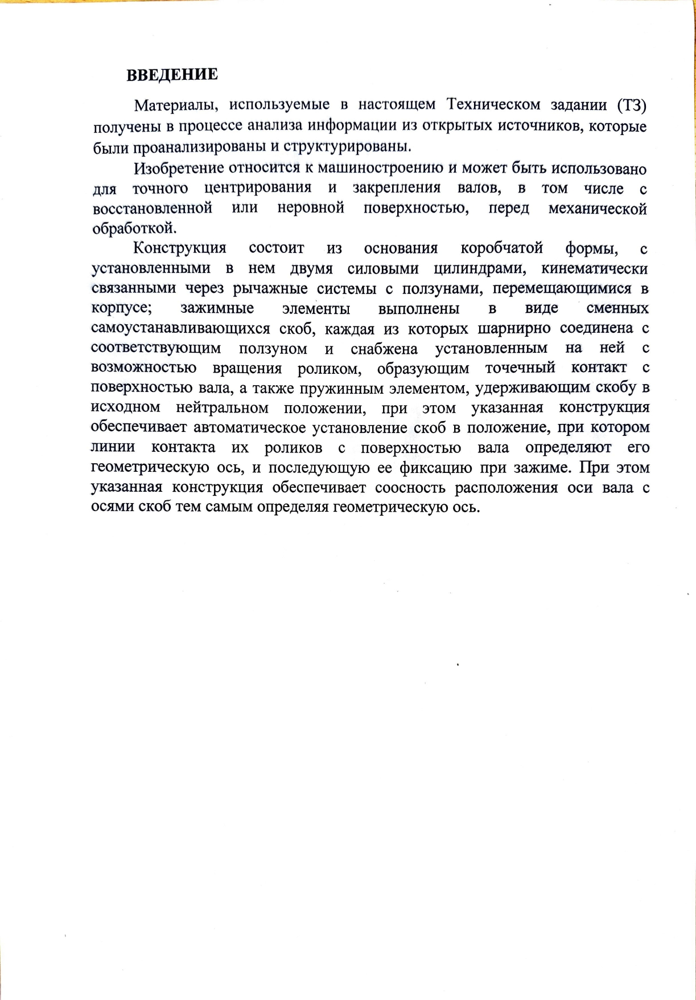 ВВЕДЕНИЕ
Материалы, используемые в настоящем Техническом задании (ТЗ)
получены в процессе анализа информации из открытых источников, которые
были проанализированы и структурированы.
Изобретение относится к машиностроению и может быть использовано
для точного центрирования и закрепления валов, в том числе с
восстановленной или неровной поверхностью, перед механической
обработкой.
Конструкция состоит из основания коробчатой формы, с
установленными в нем двумя силовыми цилиндрами, кинематически
связанными через рычажные системы с ползунами, перемещающимися в
корпусе; зажимные элементы выполнены в виде сменных
самоустанавливающихся скоб, каждая из которых шарнирно соединена с
соответствующим ползуном и снабжена установленным на ней с
возможностью вращения роликом, образующим точечный контакт с
поверхностью вала, а также пружинным элементом, удерживающим скобу в
исходном нейтральном положении, при этом указанная конструкция
обеспечивает автоматическое установление скоб в положение, при котором
линии контакта их роликов с поверхностью вала определяют его
геометрическую ось, и последующую ее фиксацию при зажиме. При этом
указанная конструкция обеспечивает соосность расположения оси вала с
осями скоб тем самым определяя геометрическую ось.